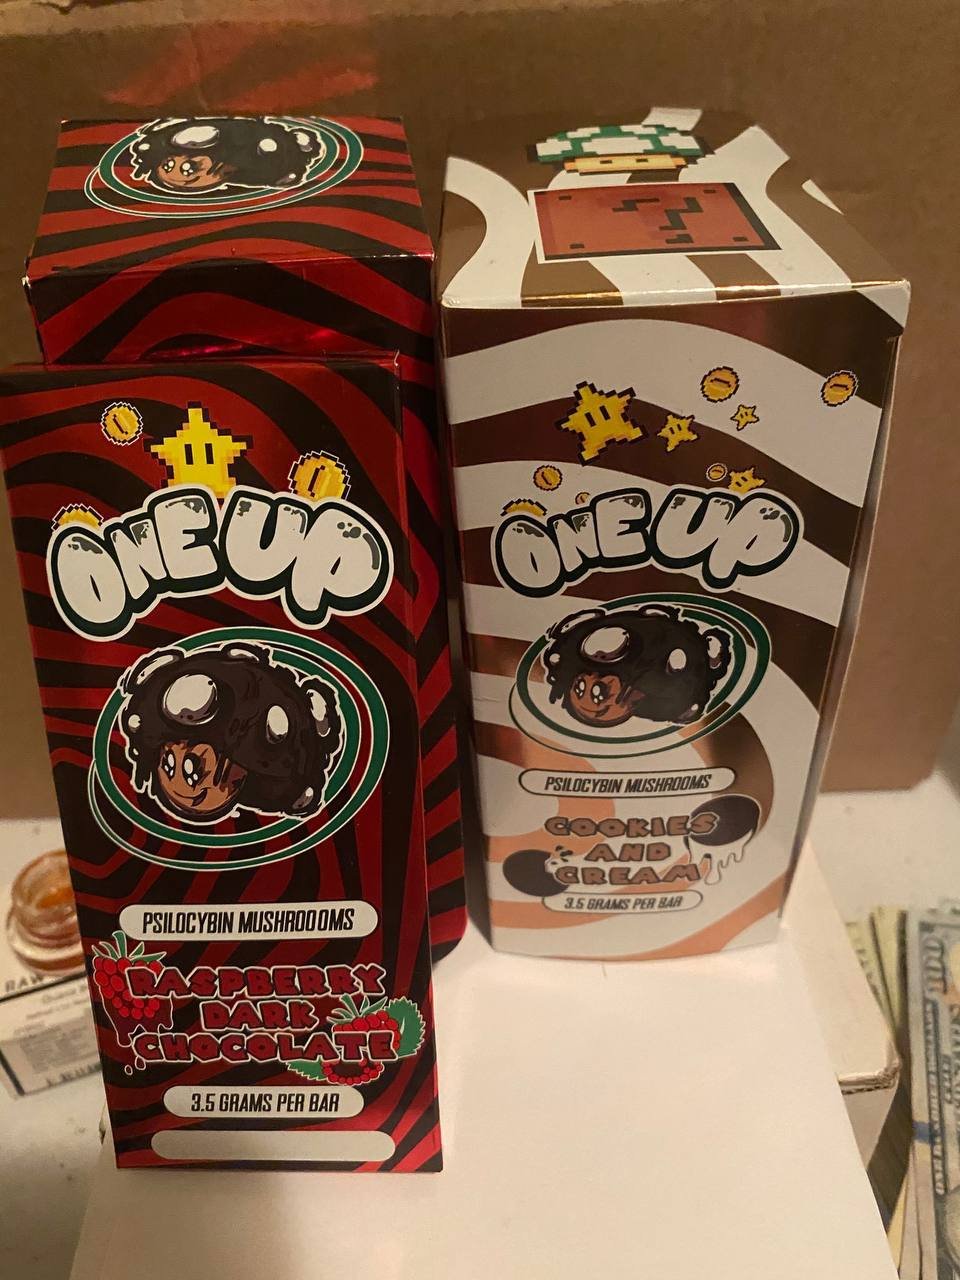 ONE UP
PSILOCYBIN MUSHROOOMS
RASPBERRY
DARK
CHOCOLATE
3.5 GRAMS PER BAR
?
ONE UP
PSILOCYBIN MUSHROOMS
COOKIES
AND
CREAM
3.5 GRAMS PER BAR
RAW